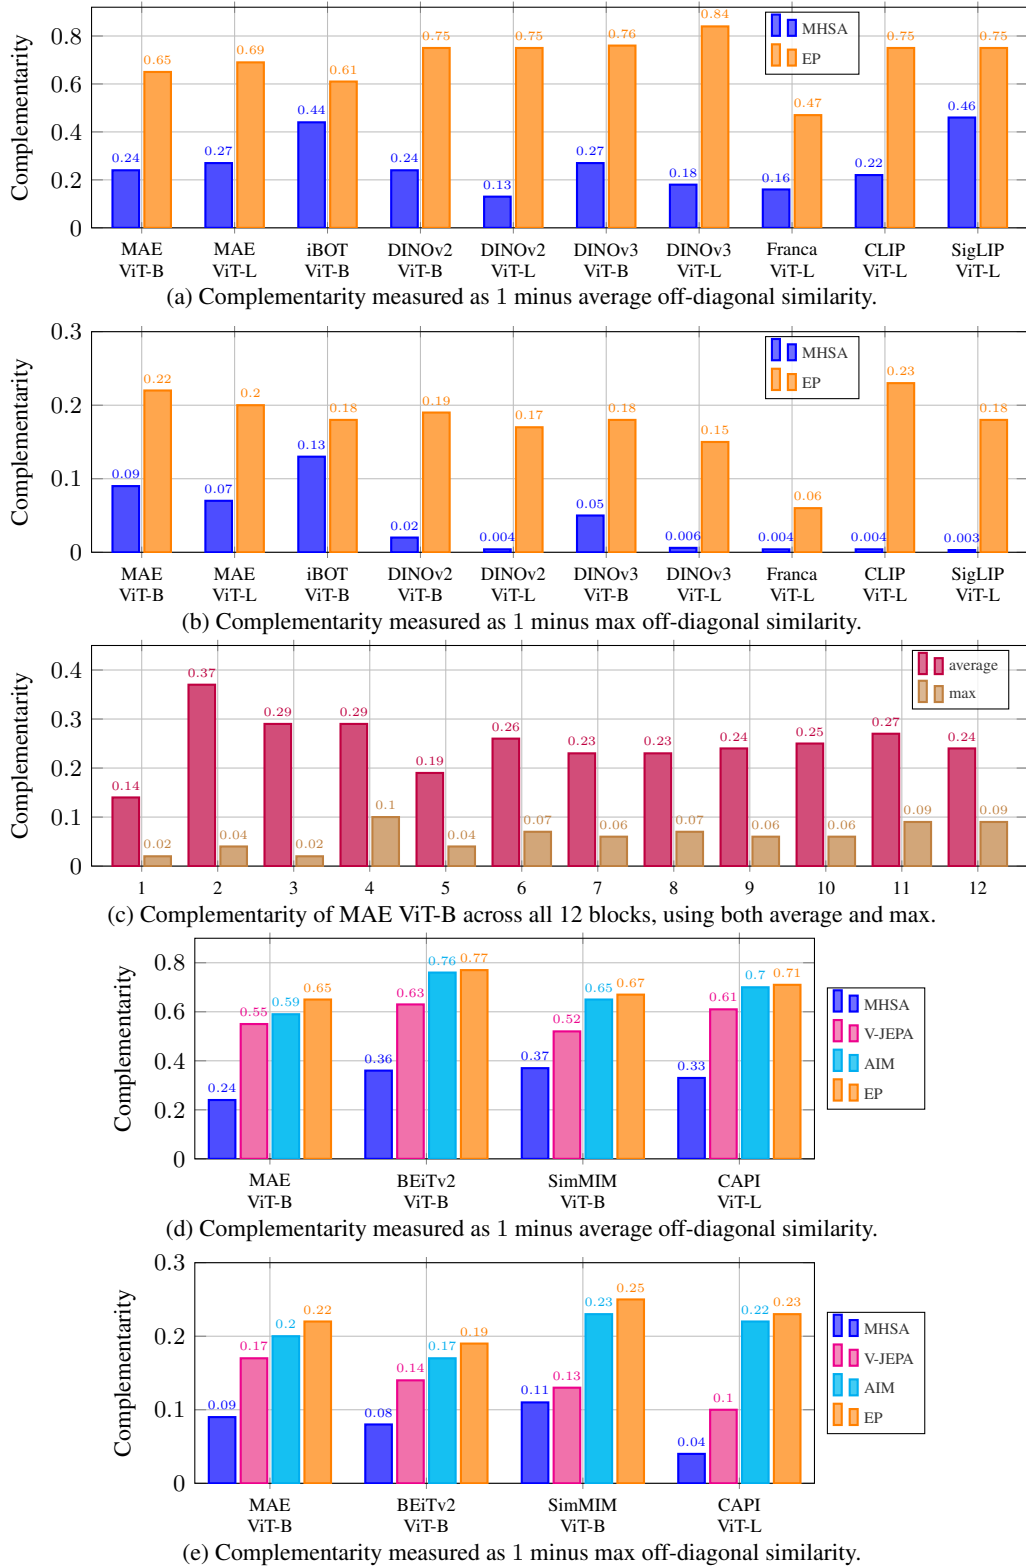 Complementarity
0.8
0.6
0.4
0.2
0
0.24 0.65 0.27 0.69 0.44 0.61 0.24 0.75 0.13 0.75 0.27 0.76 0.18 0.84 0.16 0.47 0.22 0.75 0.46 0.75
MHSA
EP
MAE MAE iBOT DINOv2 DINOv2 DINOv3 DINOv3 Franca CLIP SigLIP
ViT-B ViT-L ViT-B ViT-B ViT-L ViT-B ViT-L ViT-L ViT-L ViT-L
(a) Complementarity measured as 1 minus average off-diagonal similarity.
Complementarity
0.3
0.2
0.1
0
0.09 0.22 0.07 0.2 0.13 0.18 0.02 0.19 0.004 0.17 0.05 0.18 0.006 0.15 0.004 0.06 0.004 0.23 0.003 0.18
MHSA
EP
MAE MAE iBOT DINOv2 DINOv2 DINOv3 DINOv3 Franca CLIP SigLIP
ViT-B ViT-L ViT-B ViT-B ViT-L ViT-B ViT-L ViT-L ViT-L ViT-L
(b) Complementarity measured as 1 minus max off-diagonal similarity.
Complementarity
0.4
0.3
0.2
0.1
0
0.14 0.02 0.37 0.04 0.29 0.02 0.29 0.1 0.19 0.04 0.26 0.07 0.23 0.06 0.23 0.07 0.24 0.06 0.25 0.06 0.27 0.09 0.24 0.09
average
max
1 2 3 4 5 6 7 8 9 10 11 12
(c) Complementarity of MAE ViT-B across all 12 blocks, using both average and max.
Complementarity
0.8
0.6
0.4
0.2
0
0.24 0.55 0.59 0.65 0.36 0.63 0.76 0.77 0.37 0.52 0.65 0.67 0.33 0.61 0.7 0.71
MHSA
V-JEPA
AIM
EP
MAE BEiTv2 SimMIM CAPI
ViT-B ViT-B ViT-B ViT-L
(d) Complementarity measured as 1 minus average off-diagonal similarity.
Complementarity
0.3
0.2
0.1
0
0.09 0.17 0.2 0.22 0.08 0.14 0.17 0.19 0.11 0.13 0.23 0.25 0.04 0.1 0.22 0.23
MHSA
V-JEPA
AIM
EP
MAE BEiTv2 SimMIM CAPI
ViT-B ViT-B ViT-B ViT-L
(e) Complementarity measured as 1 minus max off-diagonal similarity.